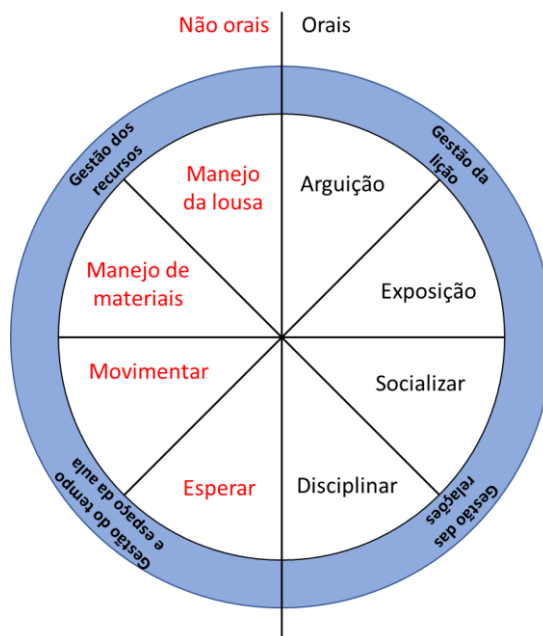 Não orais
Orais
Gestão dos
recursos
Gestão da
lição
Manejo
da lousa
Arguição
Manejo de
materiais
Exposição
Movimentar
Socializar
Esperar
Disciplinar
Gestão do tempo
e espaço da aula
Gestão das
relações